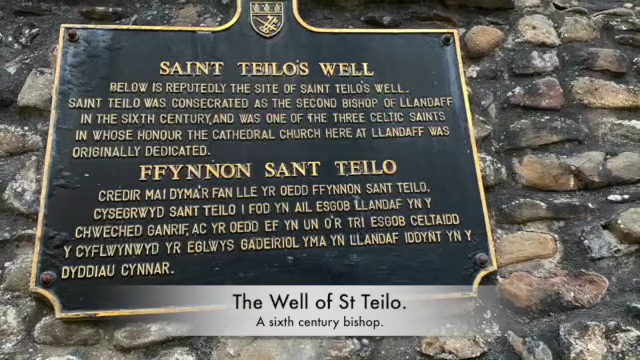 SAINT TEILO'S WELL
BELOW IS REPUTEDLY THE SITE OF SAINT TEILO'S WELL.
SAINT TEILO WAS CONSECRATED AS THE SECOND BISHOP OF LLANDAFF
IN THE SIXTH CENTURY,AND WAS ONE OF THE THREE CELTIC SAINTS
IN WHOSE HONOUR THE CATHEDRAL CHURCH HERE AT LLANDAFF WAS
ORIGINALLY DEDICATED.
FFYNNON SANT TEILO
CREDIR MAI DYMA'R FAN LLE YR OEDD FFYNNON SANT TEILO.
CYSEGRWYD SANT TEILO I FOD YN AIL ESGOB LLANDAF YN Y
CHWECHED GANRIF, AC YR OEDD EF YN UN O'R TRI ESGOB CELTAIDD
Y CYFLWYNWYD YR EGLWYS GADEIRIOL YMA YN LLANDAF IDDYNT YN Y
DYDDIAU CYNNAR.
The Well of St Teilo.
A sixth century bishop.